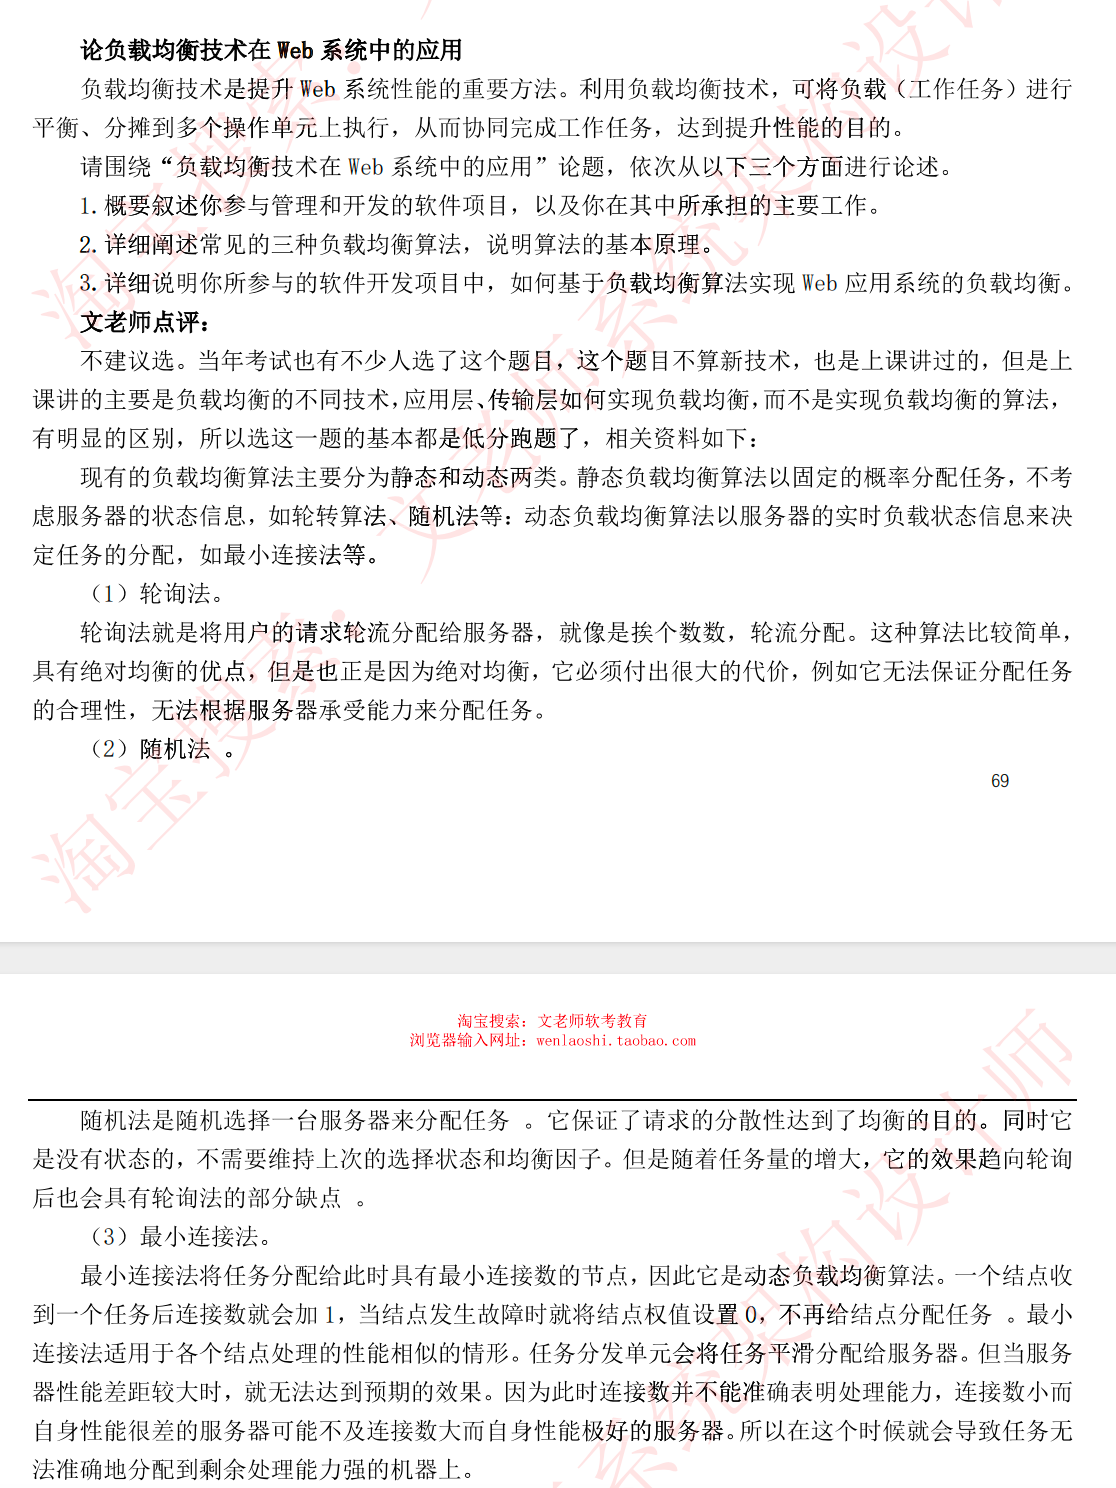 论负载均衡技术在 Web 系统中的应用
负载均衡技术是提升 Web 系统性能的重要方法。利用负载均衡技术，可将负载（工作任务）进行
平衡、分摊到多个操作单元上执行，从而协同完成工作任务，达到提升性能的目的。
请围绕“负载均衡技术在 Web 系统中的应用”论题，依次从以下三个方面进行论述。
1.概要叙述你参与管理和开发的软件项目，以及你在其中所承担的主要工作。
2.详细阐述常见的三种负载均衡算法，说明算法的基本原理。
3.详细说明你所参与的软件开发项目中，如何基于负载均衡算法实现 Web 应用系统的负载均衡。
文老师点评：
不建议选。当年考试也有不少人选了这个题目，这个题目不算新技术，也是上课讲过的，但是上
课讲的主要是负载均衡的不同技术，应用层、传输层如何实现负载均衡，而不是实现负载均衡的算法，
有明显的区别，所以选这一题的基本都是低分跑题了，相关资料如下：
现有的负载均衡算法主要分为静态和动态两类。静态负载均衡算法以固定的概率分配任务，不考
虑服务器的状态信息，如轮转算法、随机法等：动态负载均衡算法以服务器的实时负载状态信息来决
定任务的分配，如最小连接法等。
（1）轮询法。
轮询法就是将用户的请求轮流分配给服务器，就像是挨个数数，轮流分配。这种算法比较简单，
具有绝对均衡的优点，但是也正是因为绝对均衡，它必须付出很大的代价，例如它无法保证分配任务
的合理性，无法根据服务器承受能力来分配任务。
（2）随机法 。
69
淘宝搜索：文老师软考教育
浏览器输入网址：wenlaoshi.taobao.com
随机法是随机选择一台服务器来分配任务 。它保证了请求的分散性达到了均衡的目的。同时它
是没有状态的，不需要维持上次的选择状态和均衡因子。但是随着任务量的增大，它的效果趋向轮询
后也会具有轮询法的部分缺点 。
（3）最小连接法。
最小连接法将任务分配给此时具有最小连接数的节点，因此它是动态负载均衡算法。一个结点收
到一个任务后连接数就会加 1，当结点发生故障时就将结点权值设置 0，不再给结点分配任务 。最小
连接法适用于各个结点处理的性能相似的情形。任务分发单元会将任务平滑分配给服务器。但当服务
器性能差距较大时，就无法达到预期的效果。因为此时连接数并不能准确表明处理能力，连接数小而
自身性能很差的服务器可能不及连接数大而自身性能极好的服务器。所以在这个时候就会导致任务无
法准确地分配到剩余处理能力强的机器上。
淘宝搜索：文老师系统架构设计师
淘宝搜索：文老师系统架构设计师